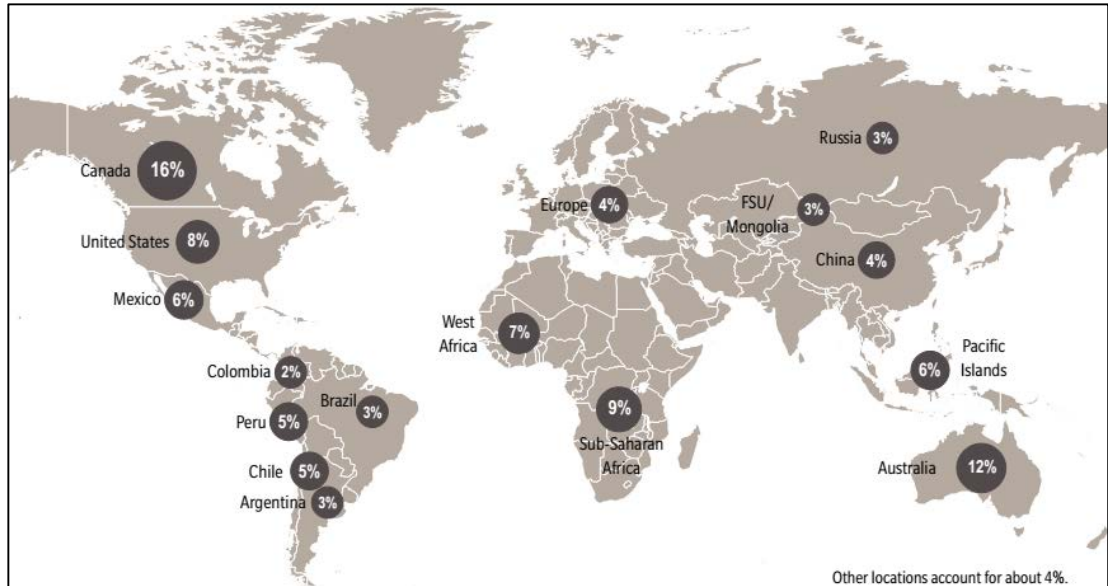 Russia 3%
Canada 16%
Europe 4%
FSU/
Mongolia 3%
United States 8%
China 4%
Mexico 6%
West
Africa 7%
Pacific
Islands 6%
Colombia 2%
Brazil 3%
Peru 5%
9%
Sub-Saharan
Africa
Chile 5%
Australia 12%
Argentina 3%
Other locations account for about 4%.